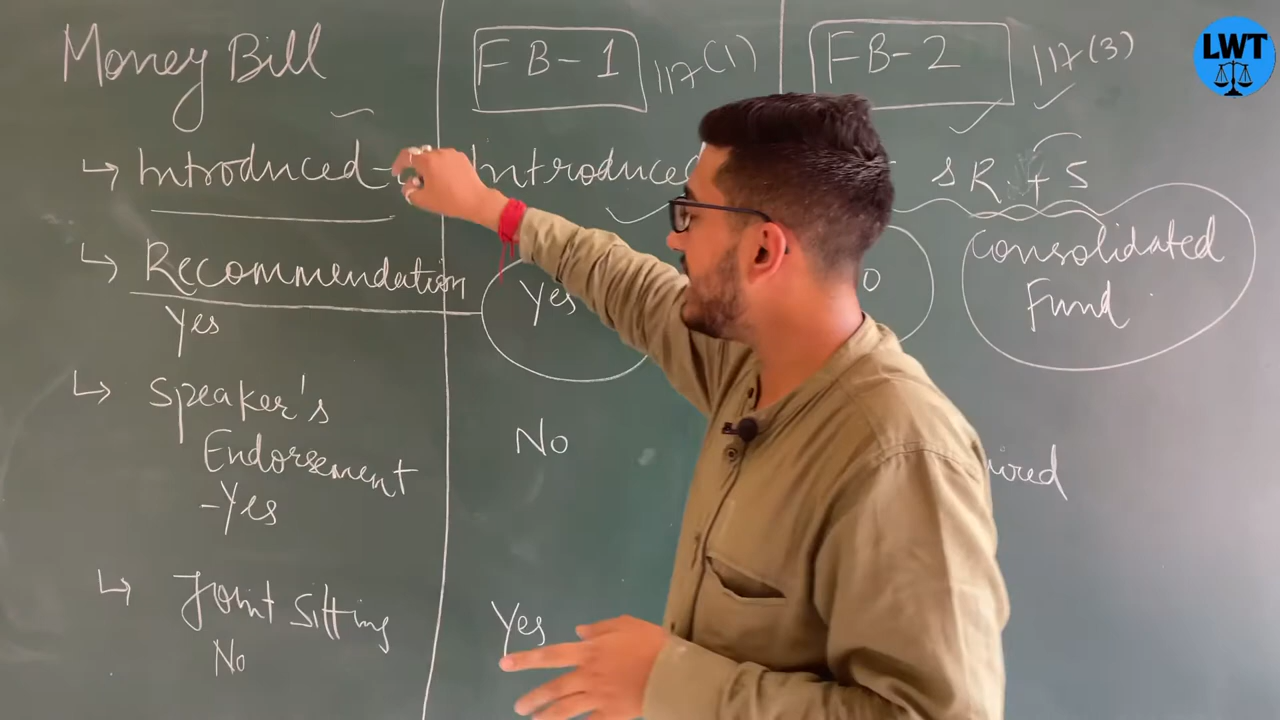 Money Bill
↳ Introduced-
↳ Recommendation
Yes
↳ Speaker's
Endorsement
-Yes
↳ Joint Sitting
No
FB-1 117(1)
Introduced
Yes
No
Yes
FB-2 117(3)
Consolidated
Fund
LWT